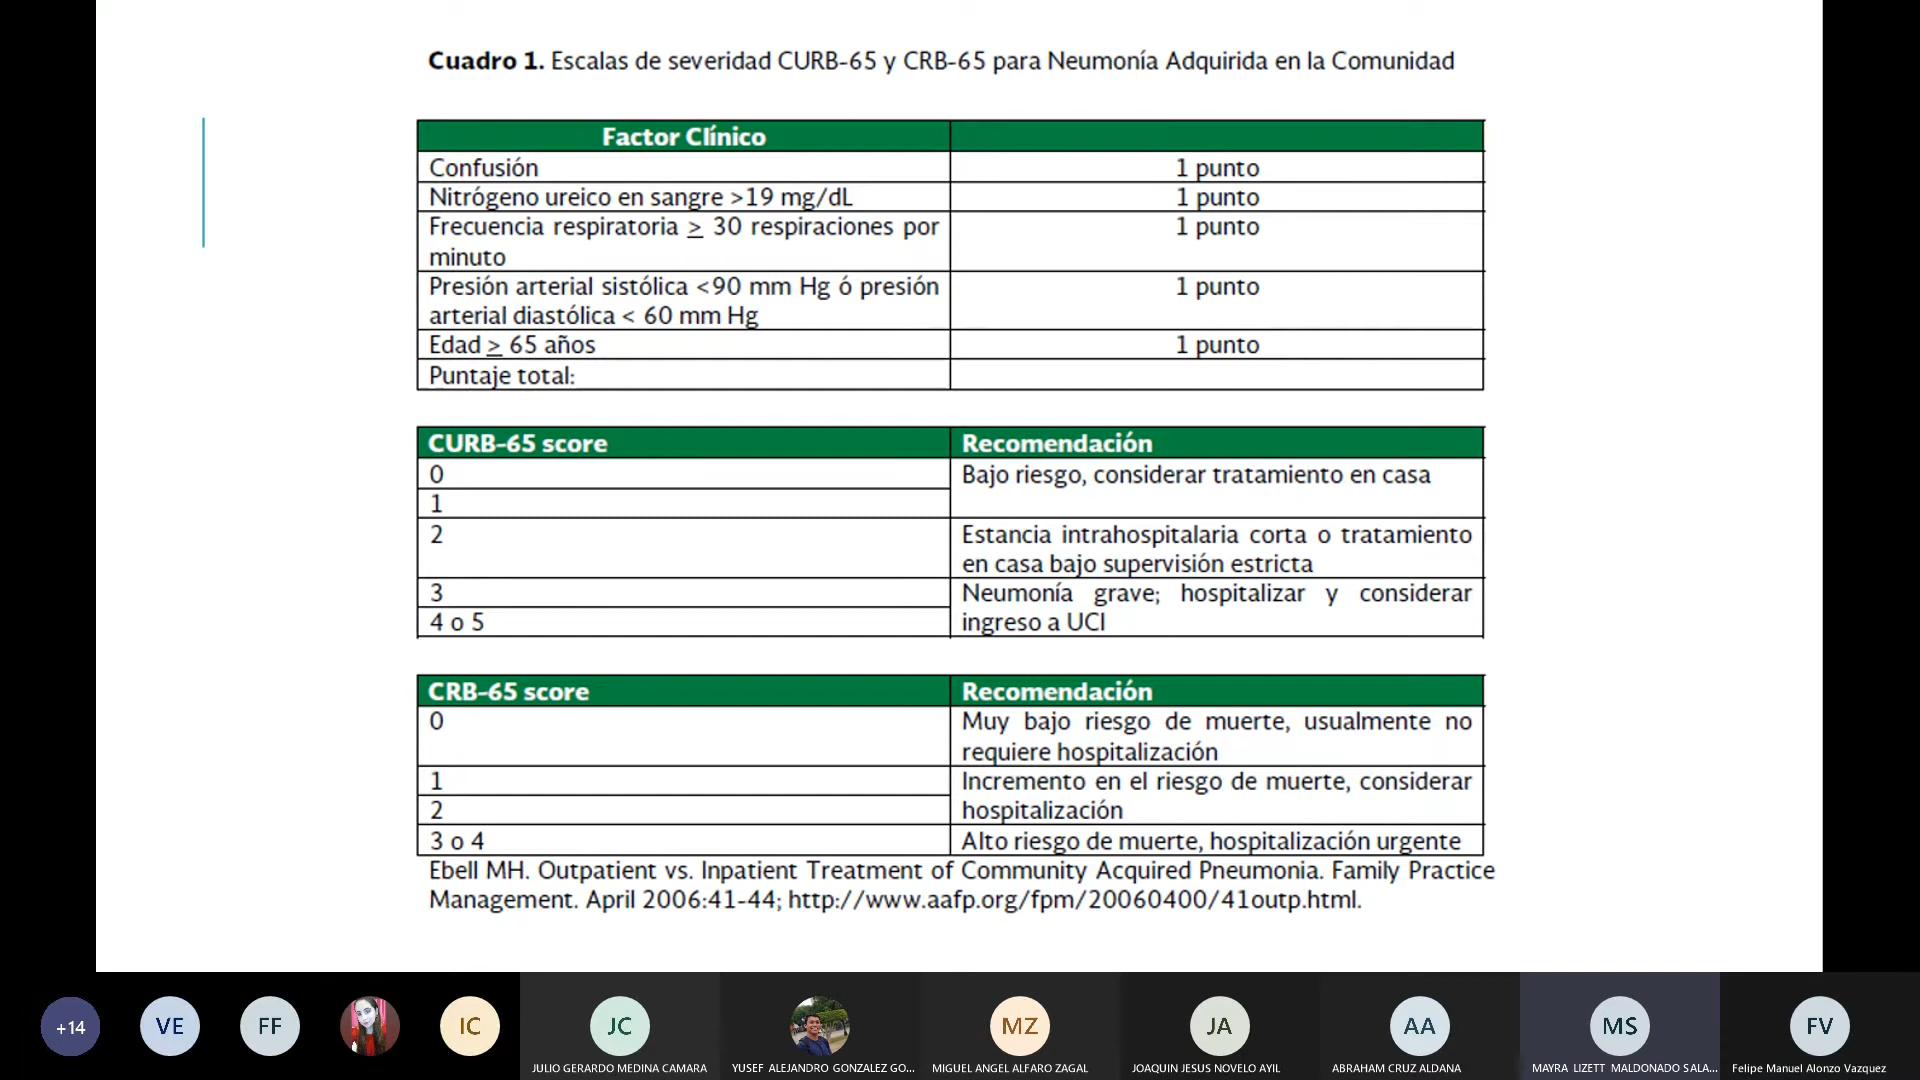 Cuadro 1. Escalas de severidad CURB-65 y CRB-65 para Neumonía Adquirida en la Comunidad
Factor Clínico
Confusión 1 punto
Nitrógeno ureico en sangre >19 mg/dL 1 punto
Frecuencia respiratoria ≥ 30 respiraciones por 1 punto
minuto
Presión arterial sistólica <90 mm Hg ó presión 1 punto
arterial diastólica < 60 mm Hg
Edad ≥ 65 años 1 punto
Puntaje total:
CURB-65 score Recomendación
0 Bajo riesgo, considerar tratamiento en casa
1
2 Estancia intrahospitalaria corta o tratamiento
en casa bajo supervisión estricta
3 Neumonía grave; hospitalizar y considerar
4 o 5 ingreso a UCI
CRB-65 score Recomendación
0 Muy bajo riesgo de muerte, usualmente no
requiere hospitalización
1 Incremento en el riesgo de muerte, considerar
2 hospitalización
3 o 4 Alto riesgo de muerte, hospitalización urgente
Ebell MH. Outpatient vs. Inpatient Treatment of Community Acquired Pneumonia. Family Practice
Management. April 2006:41-44; http://www.aafp.org/fpm/20060400/41outp.html.
+14 VE FF IC JC MZ JA AA MS FV
JULIO GERARDO MEDINA CAMARA YUSEF ALEJANDRO GONZALEZ GO... MIGUEL ANGEL ALFARO ZAGAL JOAQUIN JESUS NOVELO AYIL ABRAHAM CRUZ ALDANA MAYRA LIZETT MALDONADO SALA... Felipe Manuel Alonzo Vazquez